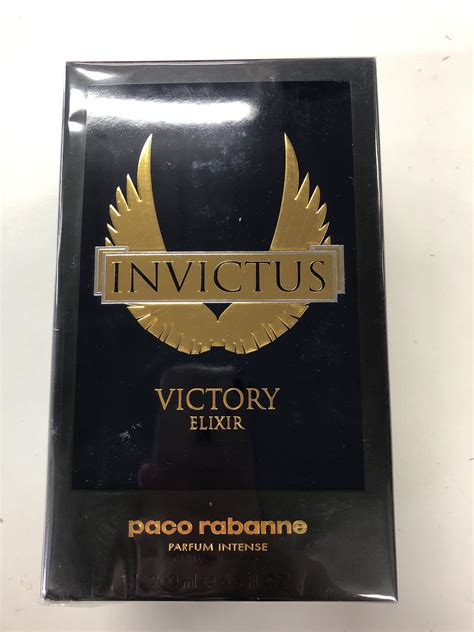 INVICTUS
VICTORY
ELIXIR
paco rabanne
PARFUM INTENSE